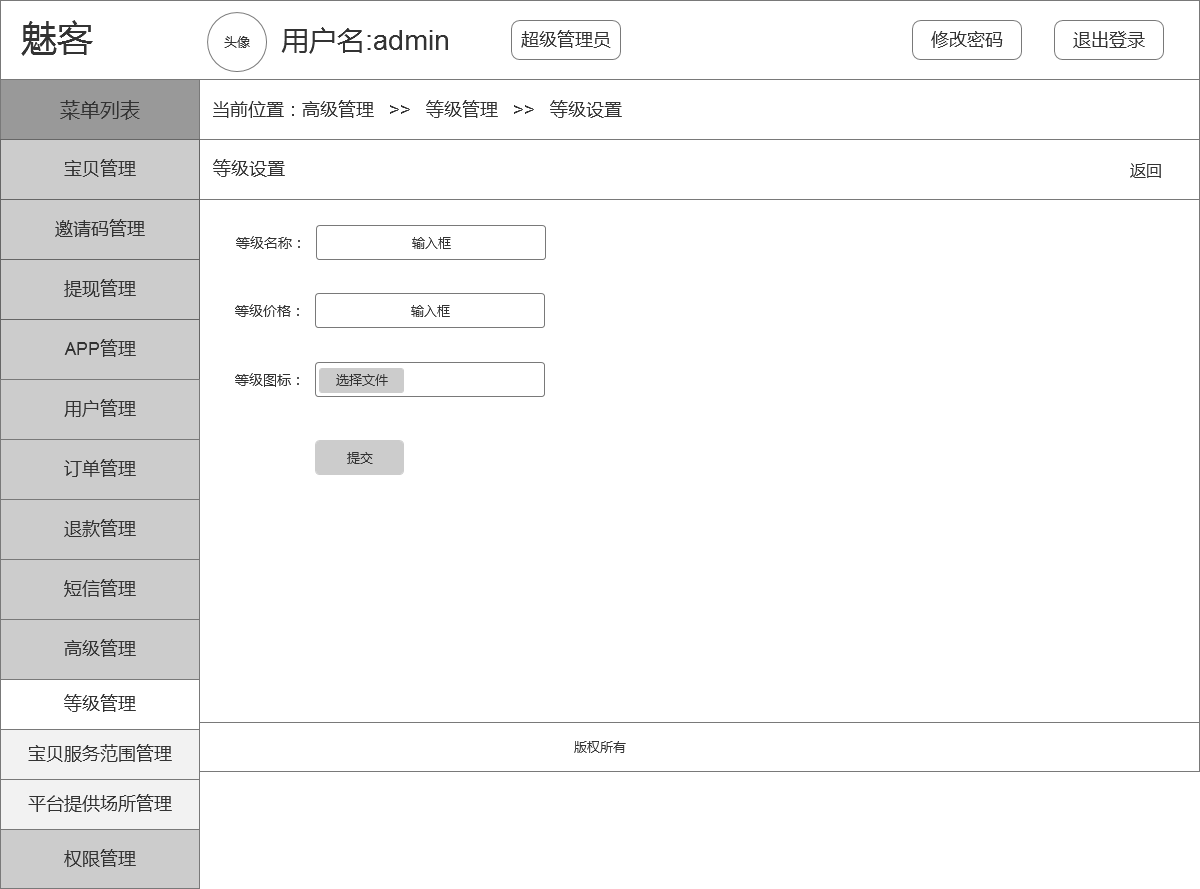 魅客
头像
用户名:admin
超级管理员
修改密码
退出登录
菜单列表
当前位置：高级管理 >> 等级管理 >> 等级设置
宝贝管理
等级设置
返回
邀请码管理
等级名称：
输入框
提现管理
等级价格：
输入框
APP管理
等级图标：
选择文件
用户管理
提交
订单管理
退款管理
短信管理
高级管理
等级管理
宝贝服务范围管理
版权所有
平台提供场所管理
权限管理